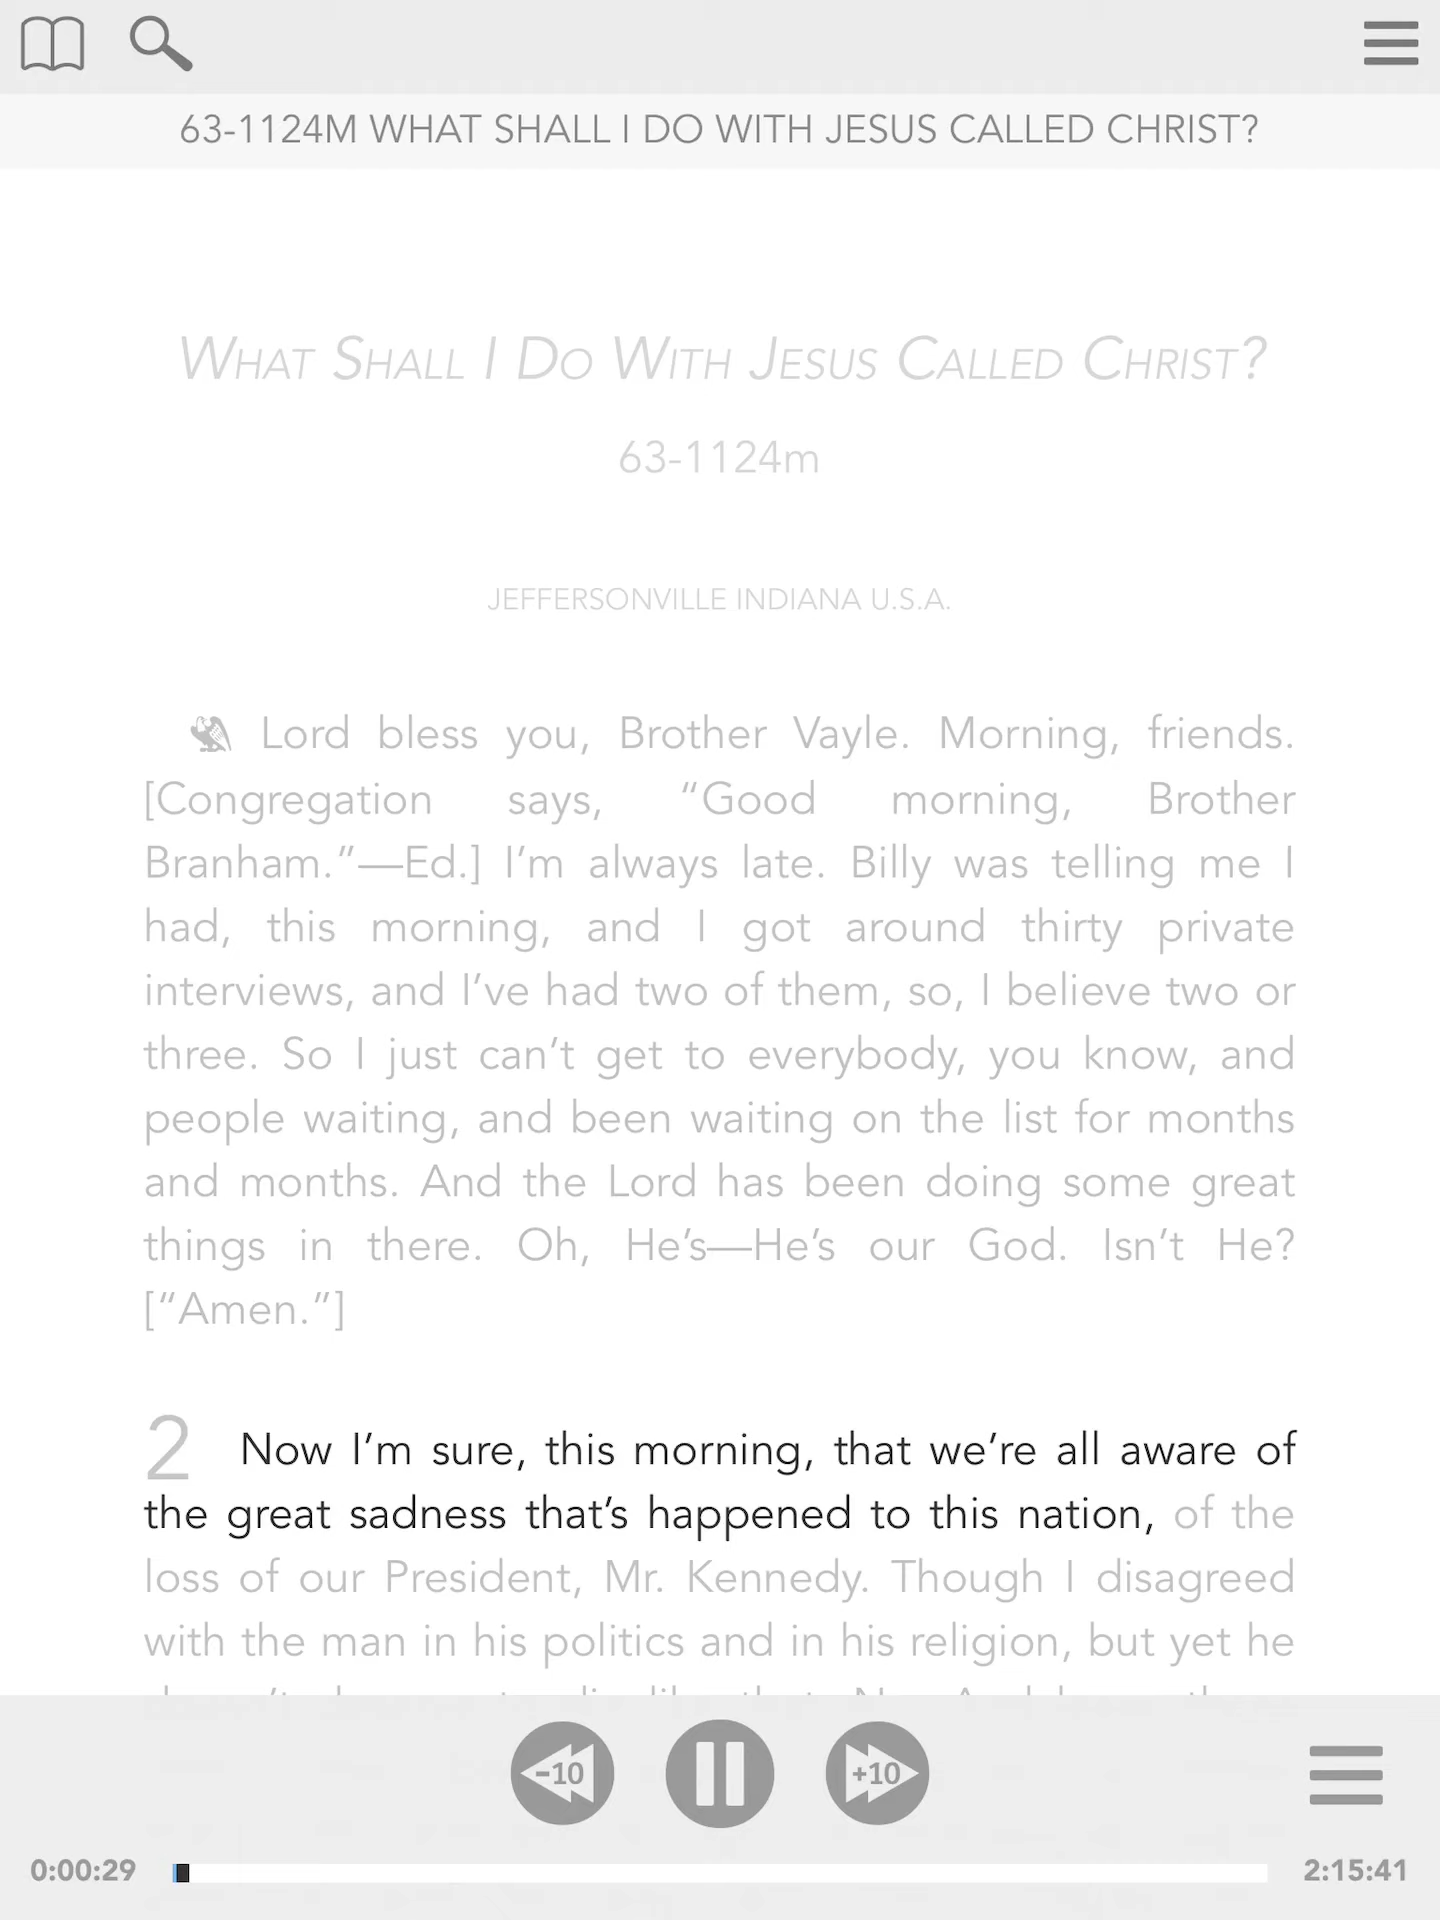 63-1124M WHAT SHALL I DO WITH JESUS CALLED CHRIST?
What Shall I Do With Jesus Called Christ?
63-1124m
JEFFERSONVILLE INDIANA U.S.A.
Lord bless you, Brother Vayle. Morning, friends.
[Congregation says, “Good morning, Brother
Branham.”—Ed.] I’m always late. Billy was telling me I
had, this morning, and I got around thirty private
interviews, and I’ve had two of them, so, I believe two or
three. So I just can’t get to everybody, you know, and
people waiting, and been waiting on the list for months
and months. And the Lord has been doing some great
things in there. Oh, He’s—He’s our God. Isn’t He?
[“Amen.”]
2 Now I’m sure, this morning, that we’re all aware of
the great sadness that’s happened to this nation, of the
loss of our President, Mr. Kennedy. Though I disagreed
with the man in his politics and in his religion, but yet he
-10 +10
0:00:29 2:15:41